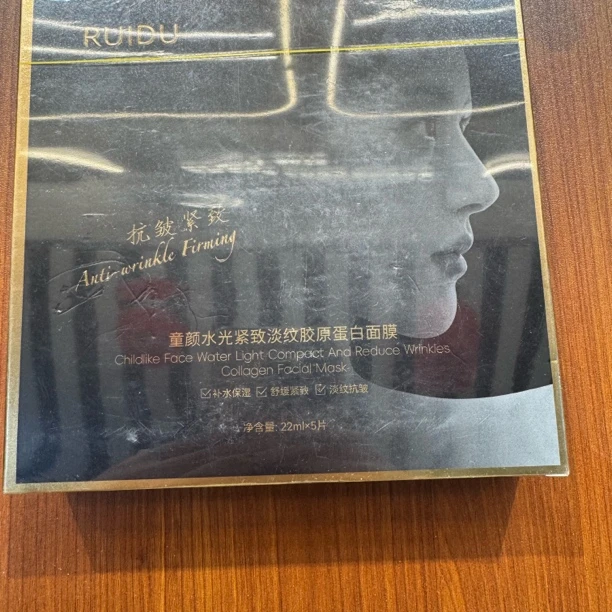 RUIDU
抗皱紧致
Anti-wrinkle Firming
童颜水光紧致淡纹胶原蛋白面膜
Childlike Face Water Light Compact And Reduce Wrinkles
Collagen Facial Mask
补水保湿 舒缓紧致 淡纹抗皱
净含量: 22ml×5片